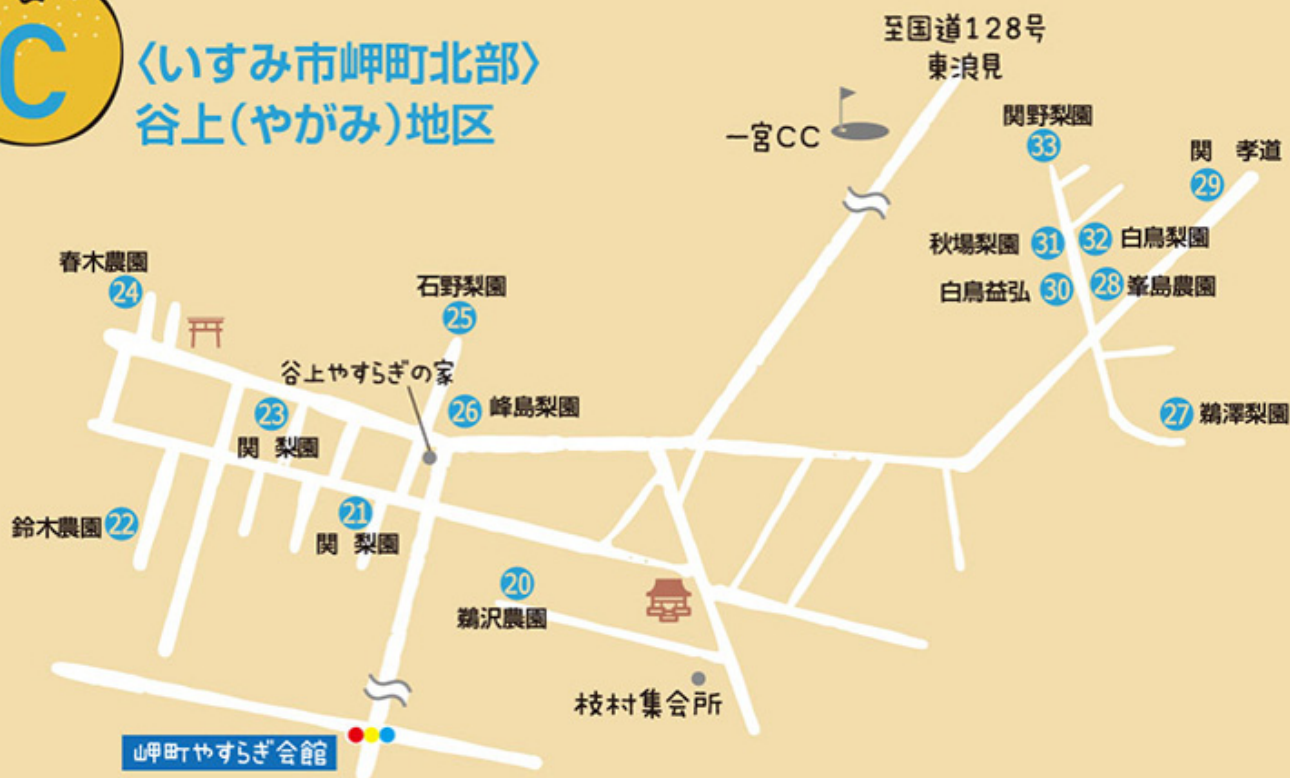 C
〈いすみ市岬町北部〉
谷上（やがみ）地区
至国道128号
東浪見
一宮CC
関野梨園
33
関　孝道
29
秋場梨園 31
32 白鳥梨園
白鳥益弘 30
28 峯島農園
27 鵜澤梨園
春木農園
24
石野梨園
25
谷上やすらぎの家
26 峰島梨園
23
関 梨園
鈴木農園 22
21
関 梨園
20
鵜沢農園
枝村集会所
岬町やすらぎ会館